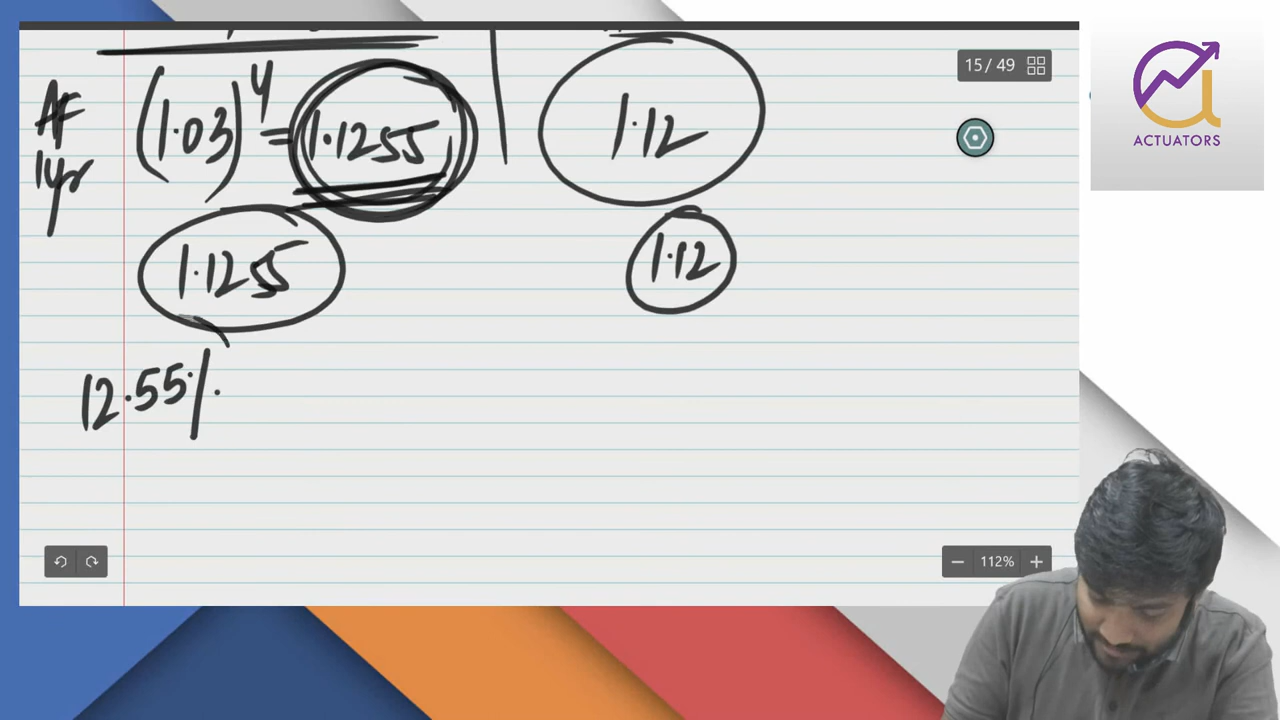 15 / 49
AF (1.03)^4 = 1.1255 1.12
1yr
1.1255 1.12
12.55%
112%
ACTUATORS